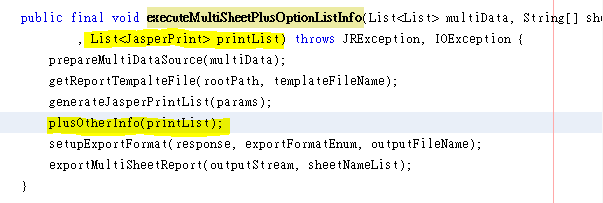 public final void executeMultiSheetPlusOptionListInfo(List<List> multiData, String[] she
, List<JasperPrint> printList) throws JRException, IOException {
prepareMultiDataSource(multiData);
getReportTempalteFile(rootPath, templateFileName);
generateJasperPrintList(params);
plusOtherInfo(printList);
setupExportFormat(response, exportFormatEnum, outputFileName);
exportMultiSheetReport(outputStream, sheetNameList);
}